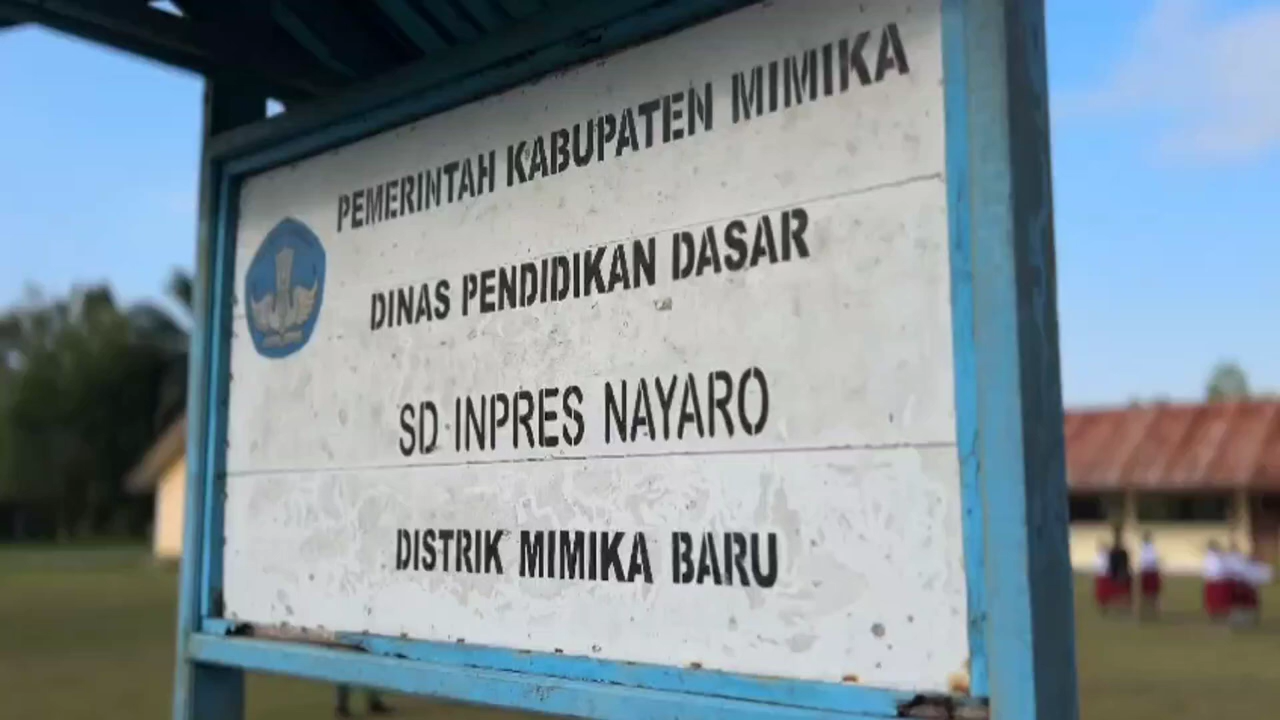 PEMERINTAH KABUPATEN MIMIKA
DINAS PENDIDIKAN DASAR
SD INPRES NAYARO
DISTRIK MIMIKA BARU